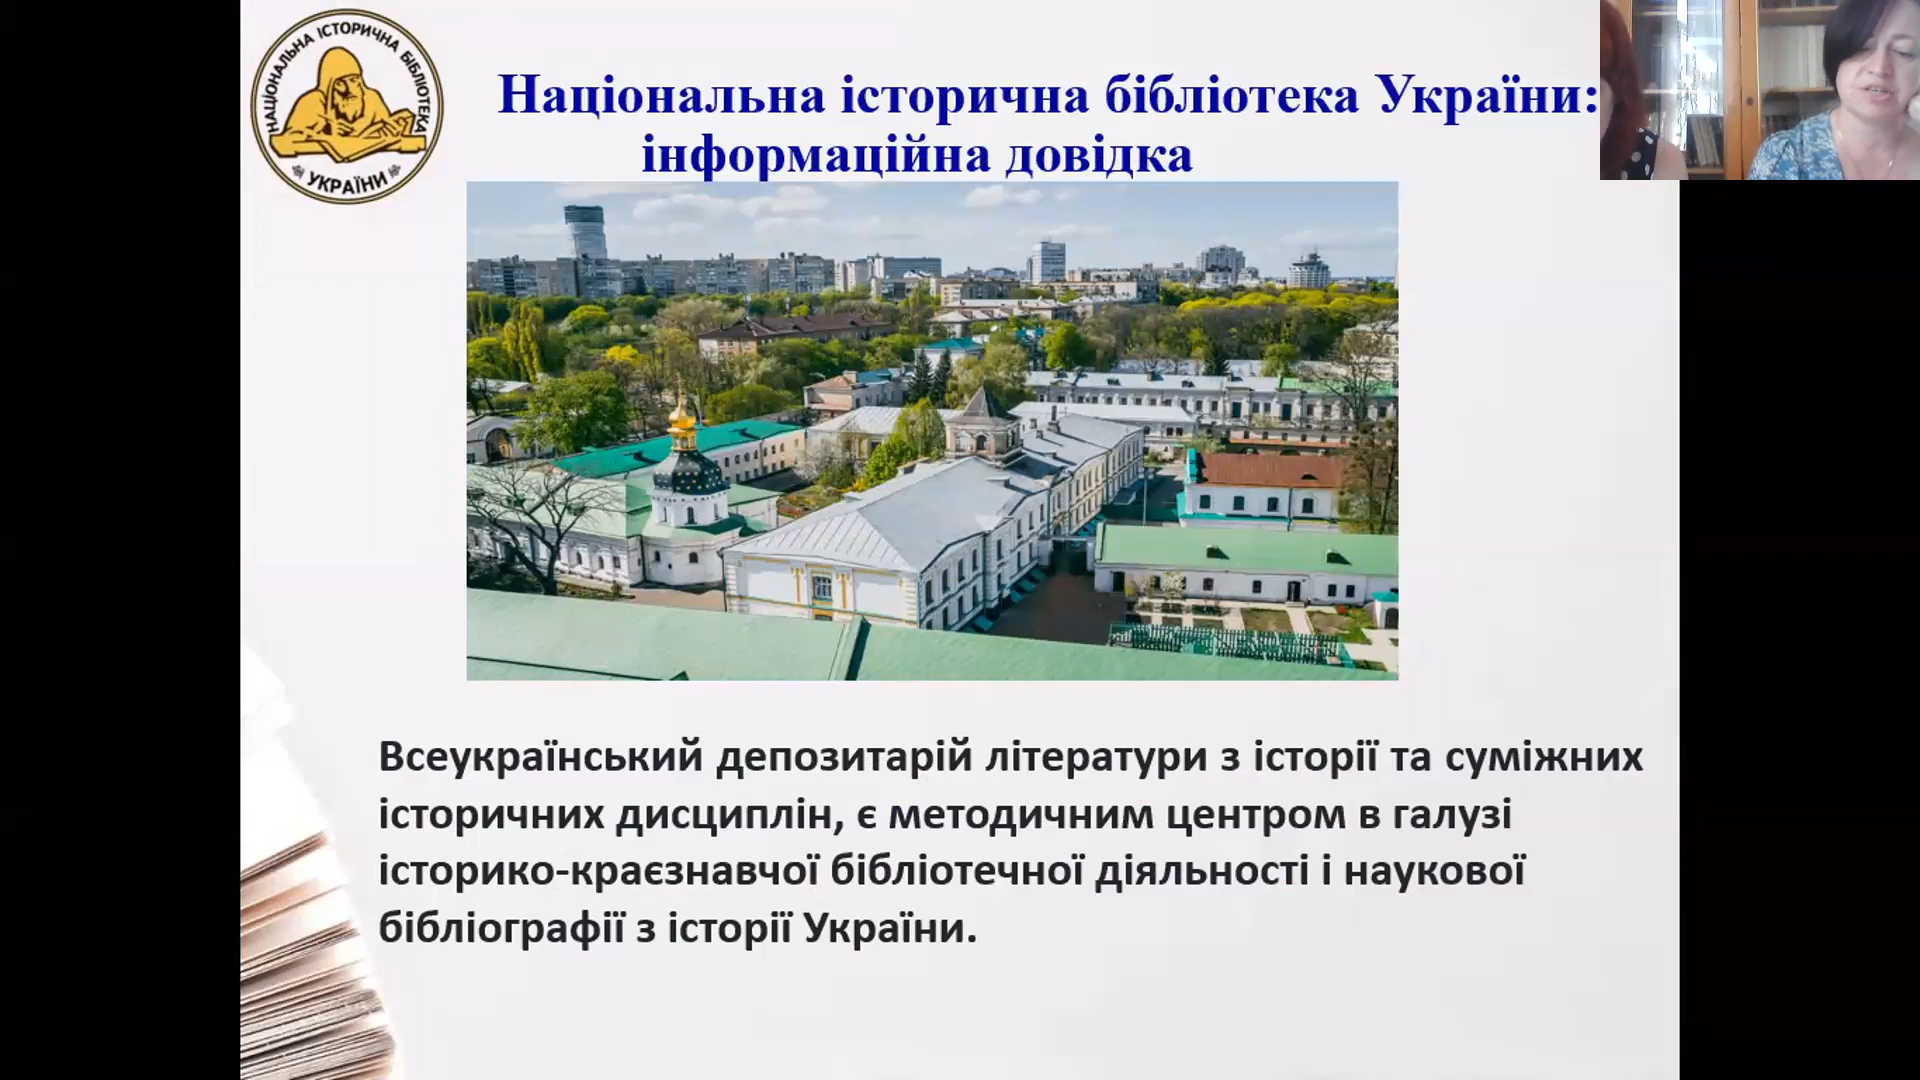 НАЦІОНАЛЬНА ІСТОРИЧНА БІБЛІОТЕКА
УКРАЇНИ
Національна історична бібліотека України:
інформаційна довідка
Всеукраїнський депозитарій літератури з історії та суміжних
історичних дисциплін, є методичним центром в галузі
історико-краєзнавчої бібліотечної діяльності і наукової
бібліографії з історії України.